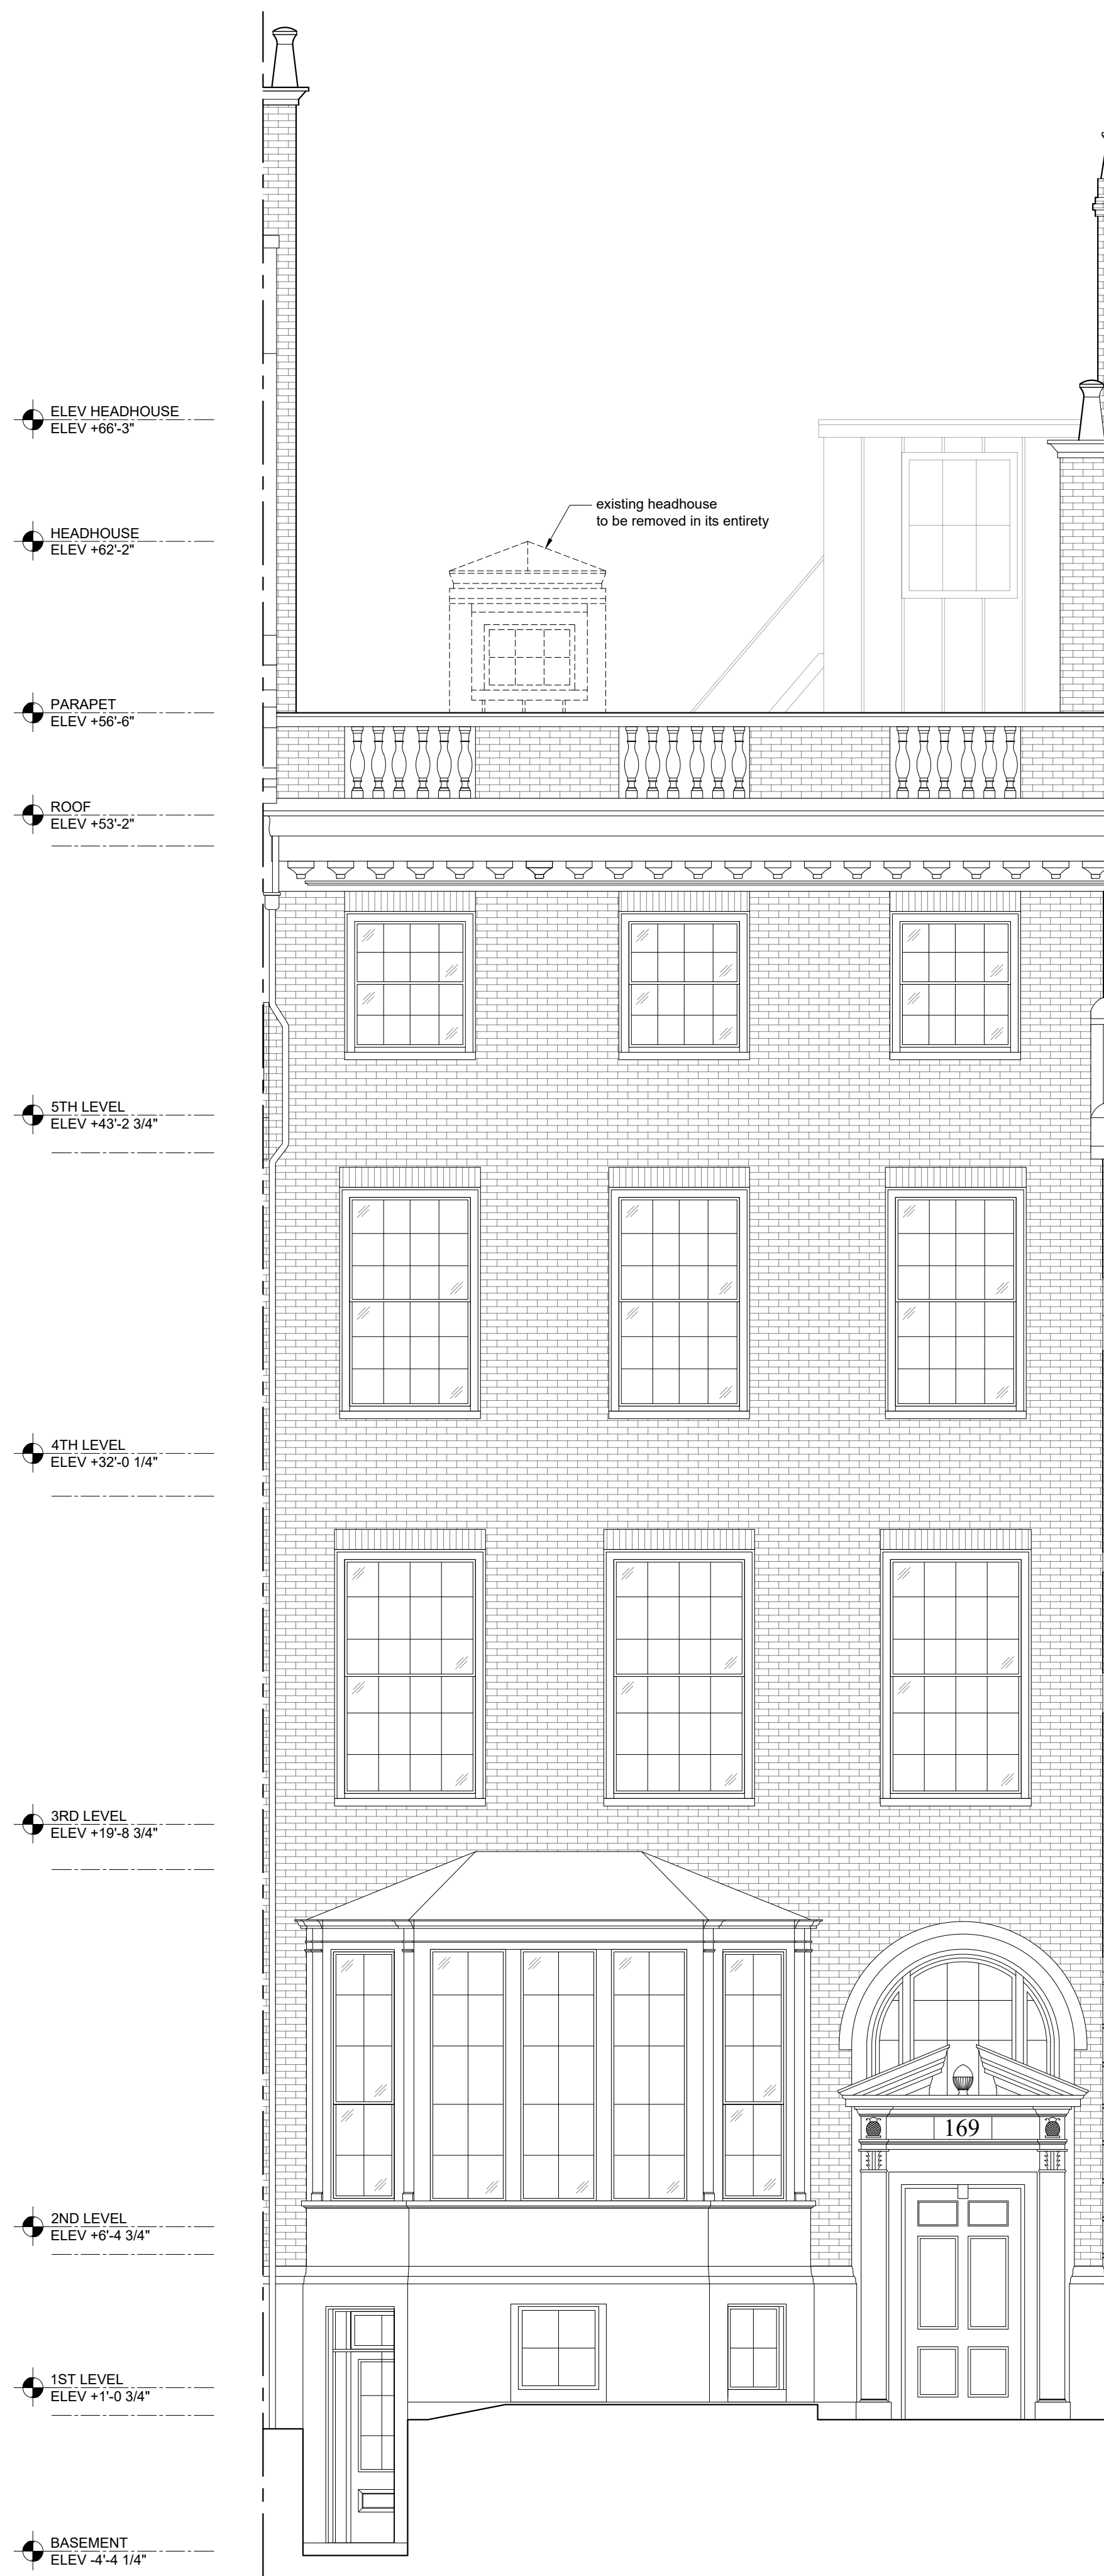 ELEV HEADHOUSE
ELEV +66'-3"
existing headhouse
to be removed in its entirety
HEADHOUSE
ELEV +62'-2"
PARAPET
ELEV +56'-6"
ROOF
ELEV +53'-2"
5TH LEVEL
ELEV +43'-2 3/4"
4TH LEVEL
ELEV +32'-0 1/4"
3RD LEVEL
ELEV +19'-8 3/4"
169
2ND LEVEL
ELEV +6'-4 3/4"
1ST LEVEL
ELEV +1'-0 3/4"
BASEMENT
ELEV -4'-4 1/4"